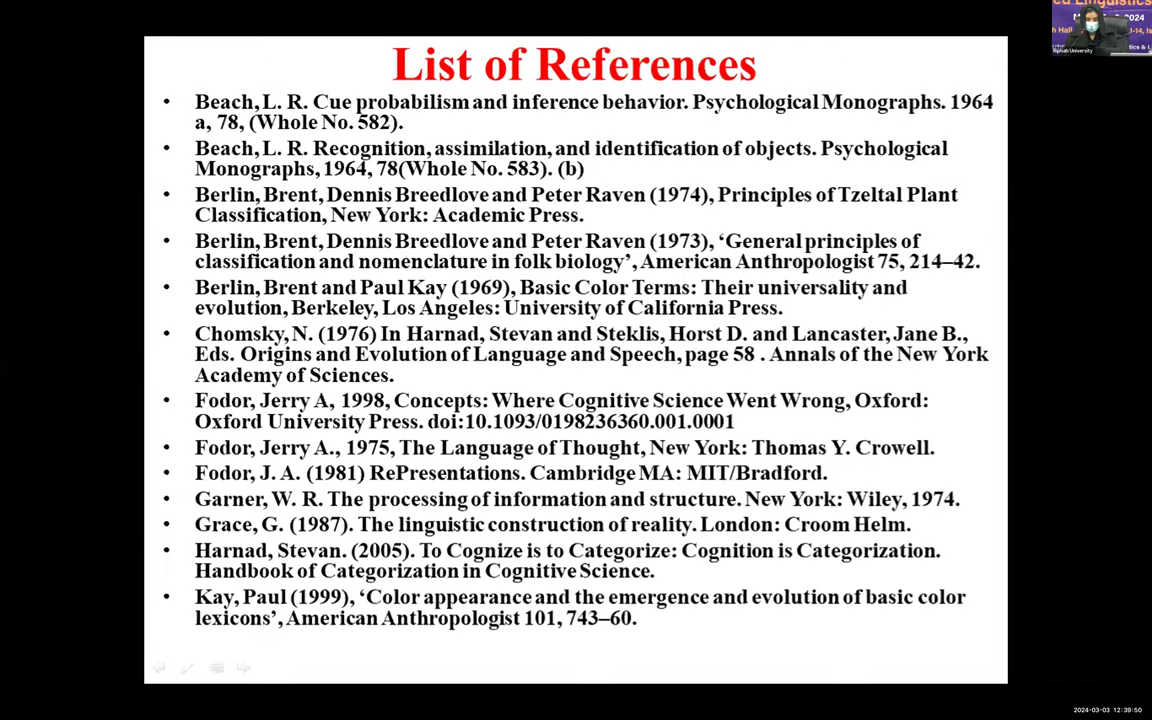 List of References
• Beach, L. R. Cue probabilism and inference behavior. Psychological Monographs. 1964
a, 78, (Whole No. 582).
• Beach, L. R. Recognition, assimilation, and identification of objects. Psychological
Monographs, 1964, 78(Whole No. 583). (b)
• Berlin, Brent, Dennis Breedlove and Peter Raven (1974), Principles of Tzeltal Plant
Classification, New York: Academic Press.
• Berlin, Brent, Dennis Breedlove and Peter Raven (1973), ‘General principles of
classification and nomenclature in folk biology’, American Anthropologist 75, 214–42.
• Berlin, Brent and Paul Kay (1969), Basic Color Terms: Their universality and
evolution, Berkeley, Los Angeles: University of California Press.
• Chomsky, N. (1976) In Harnad, Stevan and Steklis, Horst D. and Lancaster, Jane B.,
Eds. Origins and Evolution of Language and Speech, page 58 . Annals of the New York
Academy of Sciences.
• Fodor, Jerry A, 1998, Concepts: Where Cognitive Science Went Wrong, Oxford:
Oxford University Press. doi:10.1093/0198236360.001.0001
• Fodor, Jerry A., 1975, The Language of Thought, New York: Thomas Y. Crowell.
• Fodor, J. A. (1981) RePresentations. Cambridge MA: MIT/Bradford.
• Garner, W. R. The processing of information and structure. New York: Wiley, 1974.
• Grace, G. (1987). The linguistic construction of reality. London: Croom Helm.
• Harnad, Stevan. (2005). To Cognize is to Categorize: Cognition is Categorization.
Handbook of Categorization in Cognitive Science.
• Kay, Paul (1999), ‘Color appearance and the emergence and evolution of basic color
lexicons’, American Anthropologist 101, 743–60.
ed Linguistics
2024
Riphah University
2024-03-03 12:39:50